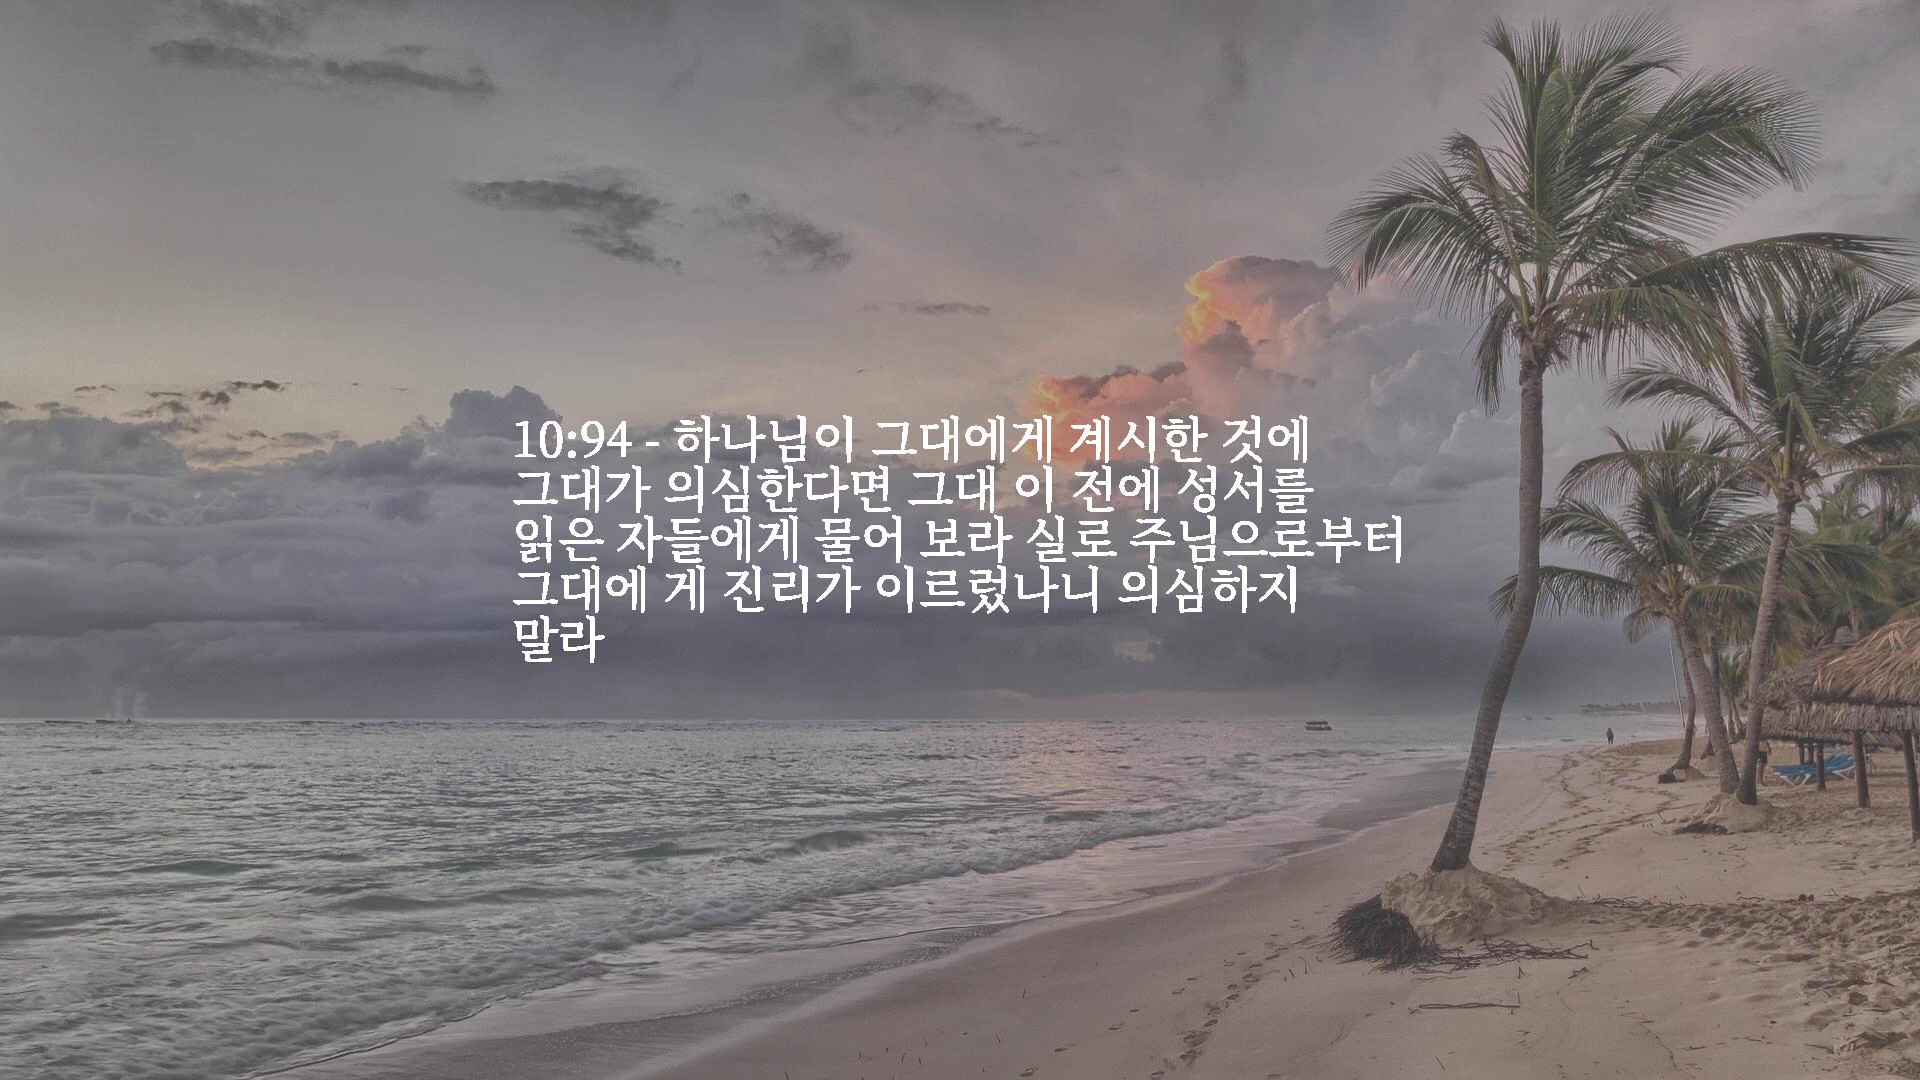 10:94 - 하나님이 그대에게 계시한 것에
그대가 의심한다면 그대 이 전에 성서를
읽은 자들에게 물어 보라 실로 주님으로부터
그대에 게 진리가 이르렀나니 의심하지
말라